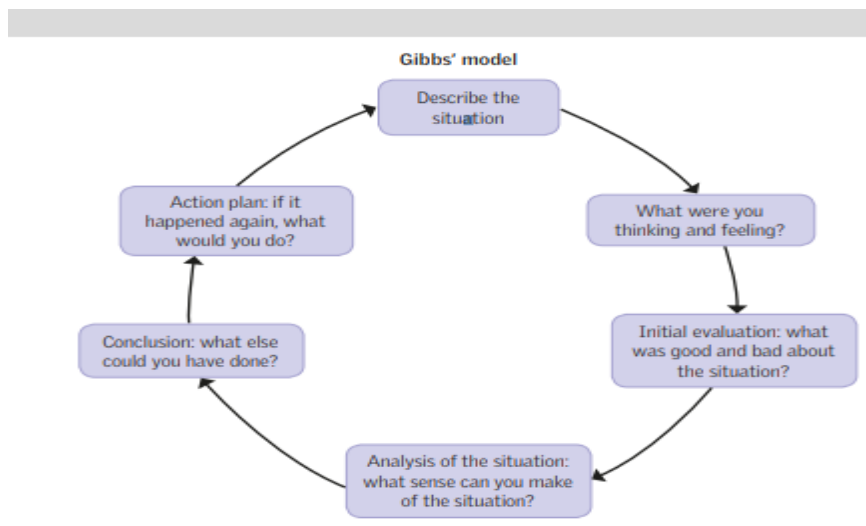 Gibbs’ model
Describe the
situation
What were you
thinking and feeling?
Initial evaluation: what
was good and bad about
the situation?
Analysis of the situation:
what sense can you make
of the situation?
Conclusion: what else
could you have done?
Action plan: if it
happened again, what
would you do?